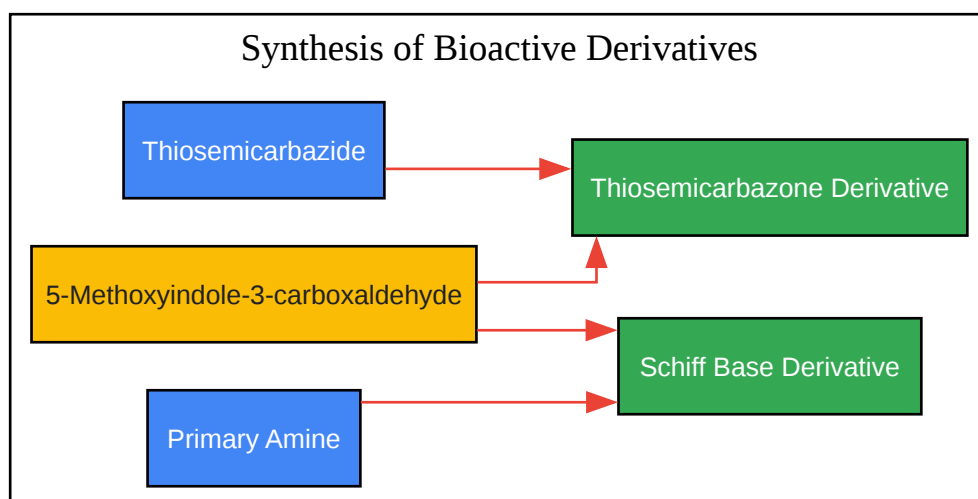 Synthesis of Bioactive Derivatives
Thiosemicarbazide
Thiosemicarbazone Derivative
5-Methoxyindole-3-carboxaldehyde
Schiff Base Derivative
Primary Amine